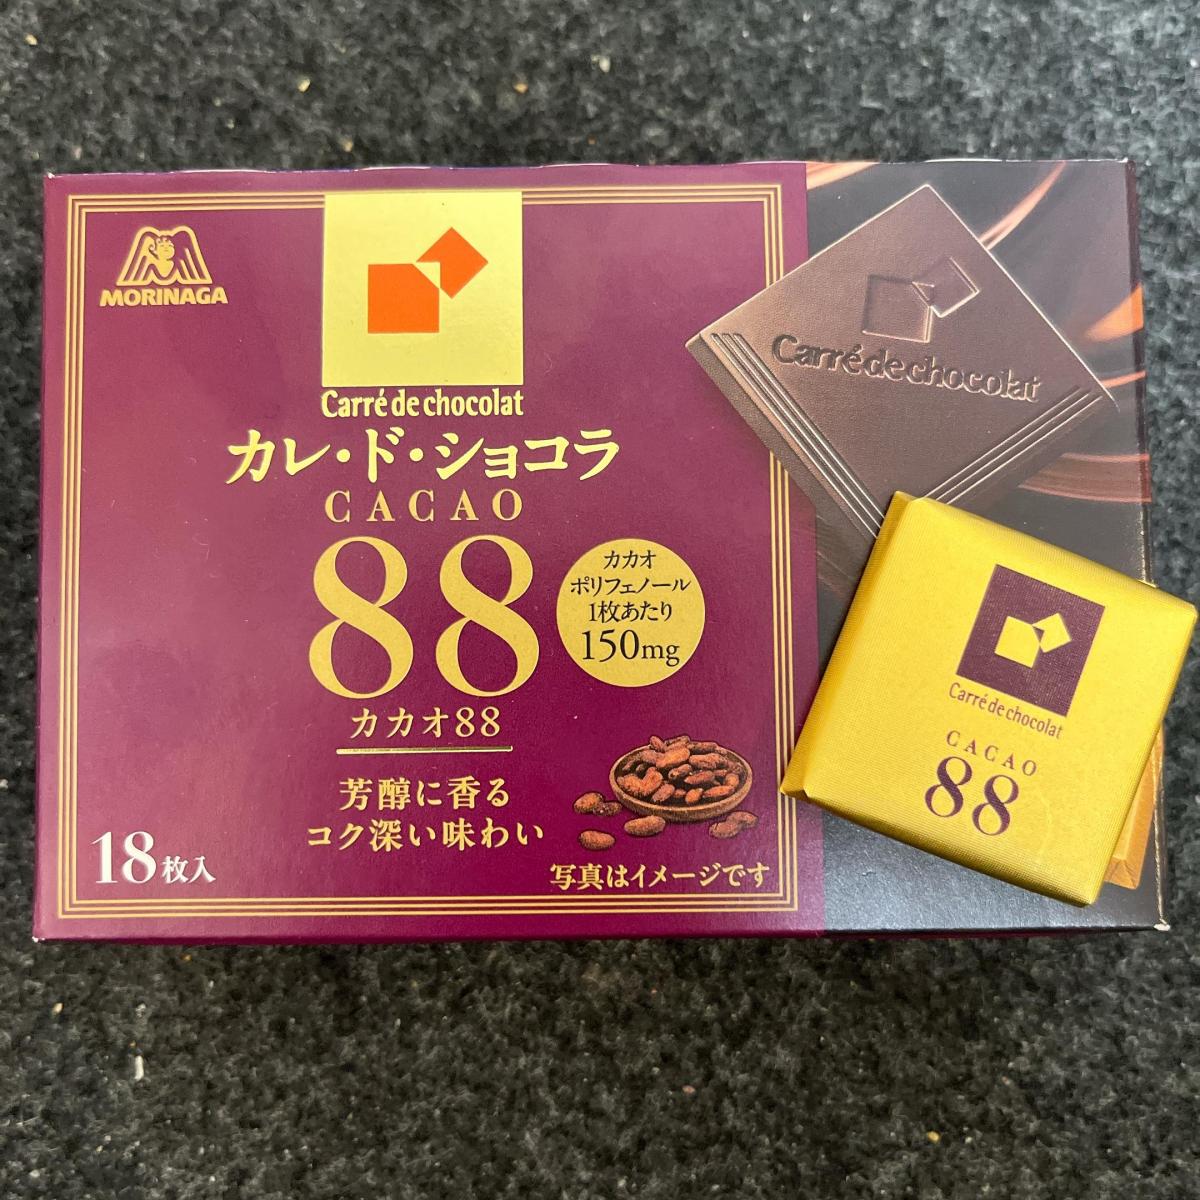 MORINAGA
Carré de chocolat
カレ・ド・ショコラ
CACAO
88
カカオ88
カカオ
ポリフェノール
1枚あたり
150mg
芳醇に香る
コク深い味わい
18枚入
写真はイメージです
Carré de chocolat
Carré de chocolat
CACAO
88